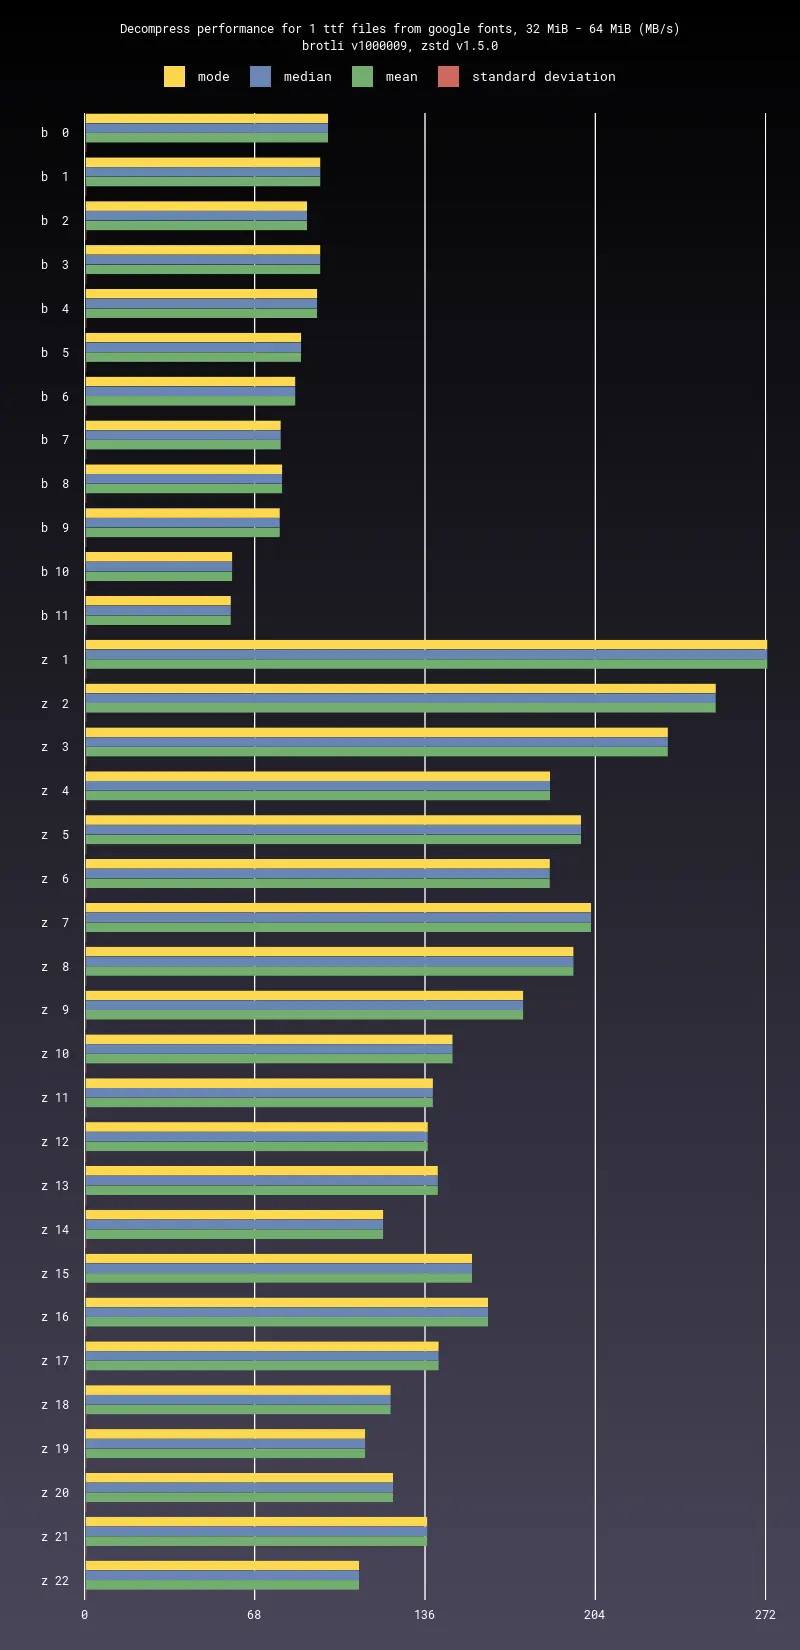 Decompress performance for 1 ttf files from google fonts, 32 MiB - 64 MiB (MB/s)
brotli v1000009, zstd v1.5.0
mode median mean standard deviation
b 0
b 1
b 2
b 3
b 4
b 5
b 6
b 7
b 8
b 9
b 10
b 11
z 1
z 2
z 3
z 4
z 5
z 6
z 7
z 8
z 9
z 10
z 11
z 12
z 13
z 14
z 15
z 16
z 17
z 18
z 19
z 20
z 21
z 22
0 68 136 204 272